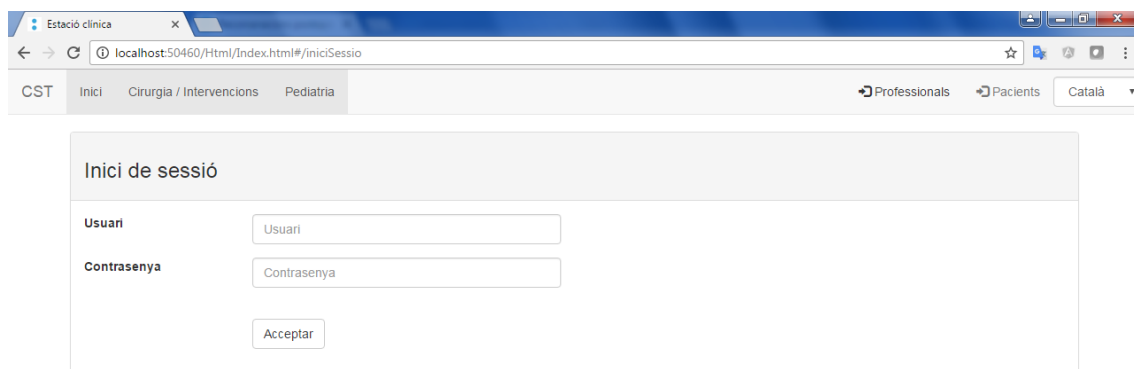 Estació clínica
localhost:50460/Html/Index.html#/iniciSessio
CST Inici Cirurgia / Intervencions Pediatria Professionals Pacients Català
Inici de sessió
Usuari Usuari
Contrasenya Contrasenya
Acceptar